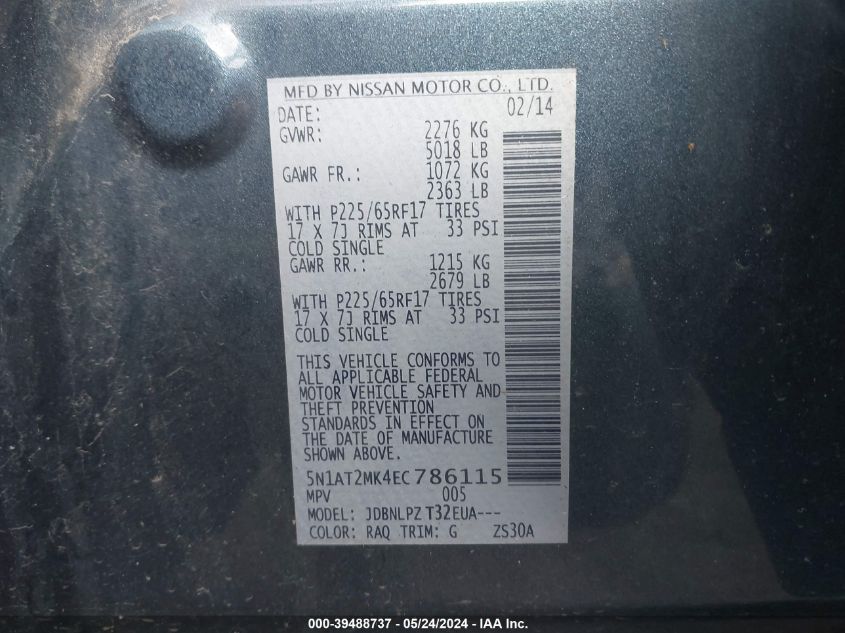 MFD BY NISSAN MOTOR CO., LTD.
DATE: 02/14
GVWR: 2276 KG
5018 LB
GAWR FR.: 1072 KG
2363 LB
WITH P225/65RF17 TIRES
17 X 7J RIMS AT 33 PSI
COLD SINGLE
GAWR RR.: 1215 KG
2679 LB
WITH P225/65RF17 TIRES
17 X 7J RIMS AT 33 PSI
COLD SINGLE
THIS VEHICLE CONFORMS TO
ALL APPLICABLE FEDERAL
MOTOR VEHICLE SAFETY AND
THEFT PREVENTION
STANDARDS IN EFFECT ON
THE DATE OF MANUFACTURE
SHOWN ABOVE.
5N1AT2MK4EC786115
MPV 005
MODEL: JDBNLPZ T32EUA---
COLOR: RAQ TRIM: G ZS30A
000-39488737 - 05/24/2024 - IAA Inc.